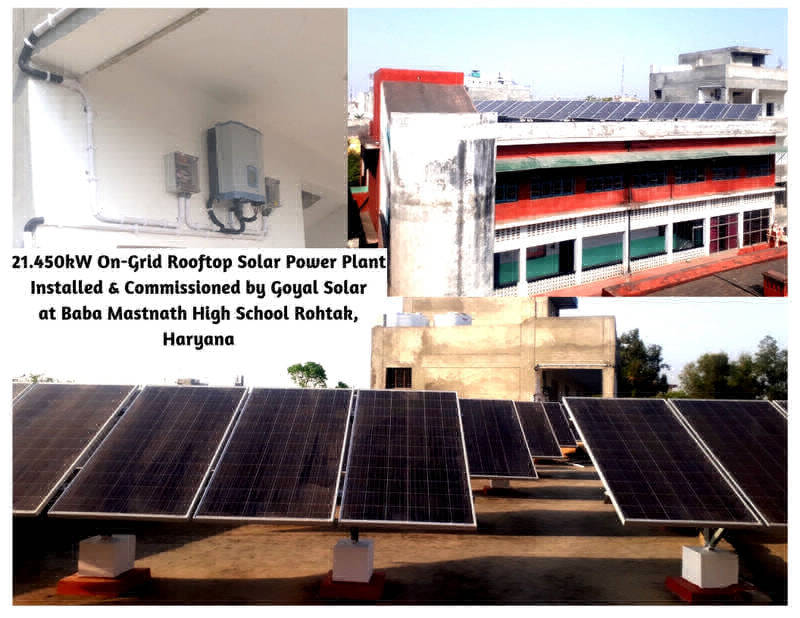 21.450kW On-Grid Rooftop Solar Power Plant
Installed & Commissioned by Goyal Solar
at Baba Mastnath High School Rohtak,
Haryana